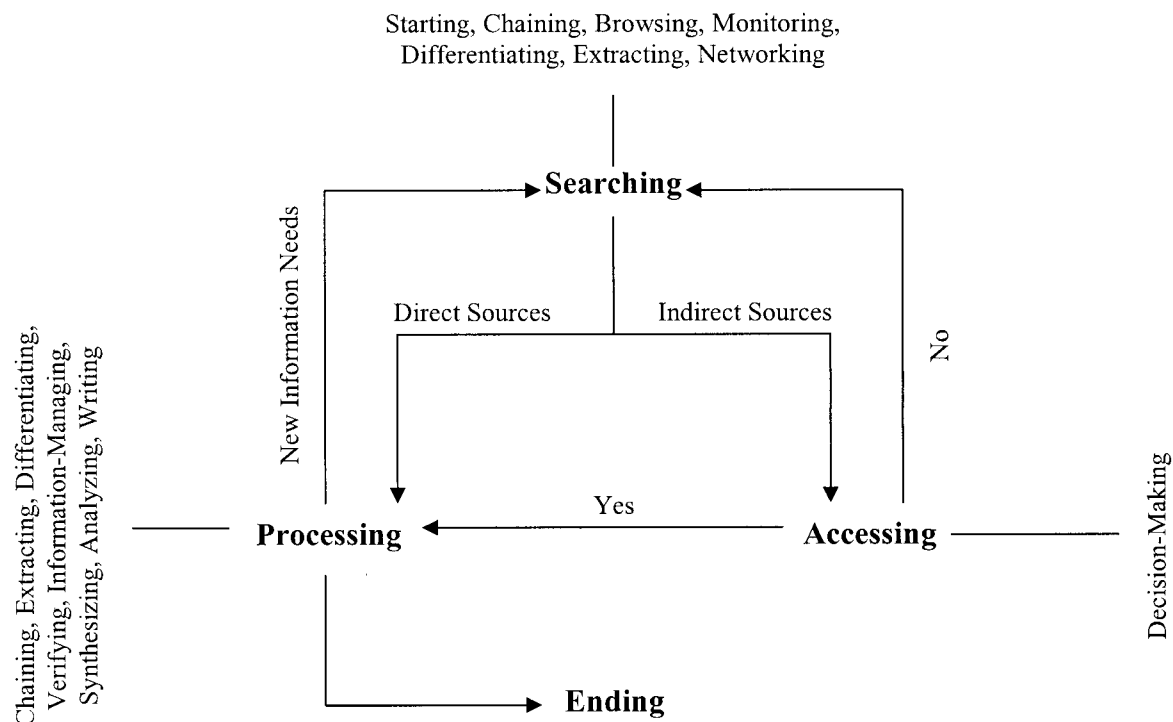 Starting, Chaining, Browsing, Monitoring,
Differentiating, Extracting, Networking
Searching
New Information Needs
Direct Sources
Indirect Sources
No
Chaining, Extracting, Differentiating,
Verifying, Information-Managing,
Synthesizing, Analyzing, Writing
Yes
Processing
Accessing
Decision-Making
Ending